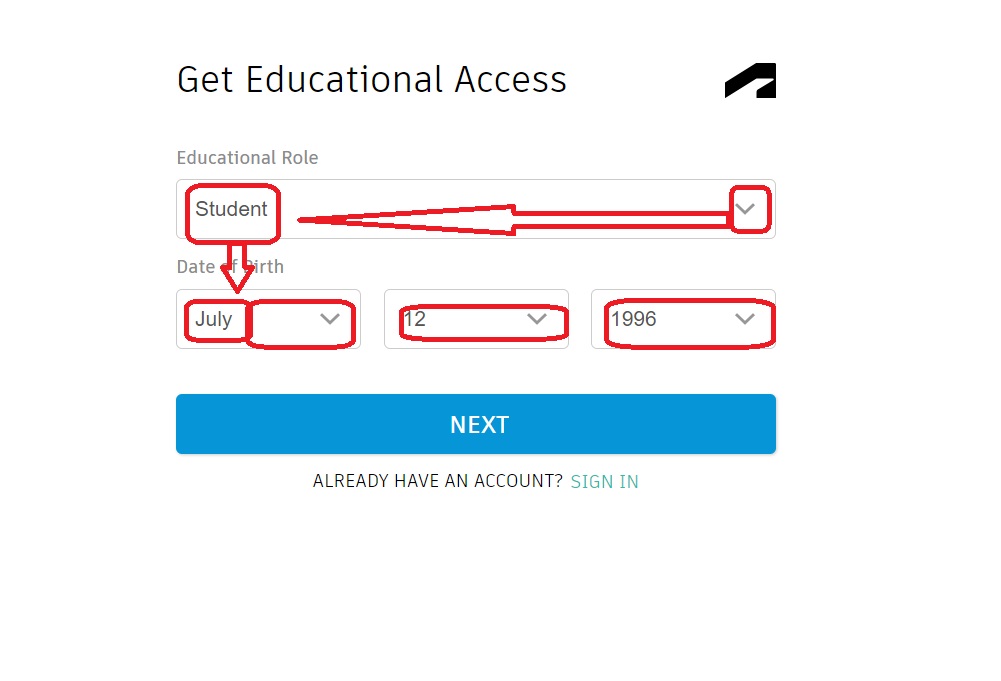 Get Educational Access
Educational Role
Student
Date of Birth
July 12 1996
NEXT
ALREADY HAVE AN ACCOUNT? SIGN IN